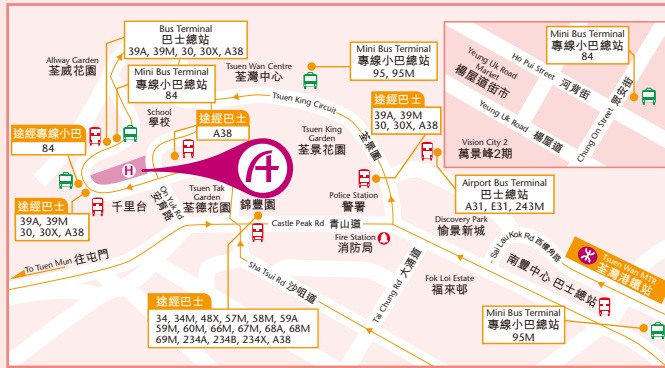 Bus Terminal
巴士總站
39A, 39M, 30, 30X, A38
Allway Garden
荃威花園
Mini Bus Terminal
專線小巴總站
84
Tsuen Wan Centre
荃灣中心
Mini Bus Terminal
專線小巴總站
95, 95M
Yeung Uk Road
Market
楊屋道街市
Ho Pui Street
河背街
Mini Bus Terminal
專線小巴總站
84
Yeung Uk Road
楊屋道
Chung On Street
眾安街
Vision City 2
萬景峰2期
School
學校
途經巴士
A38
Tsuen King Circuit
荃景圍
Tsuen King
Garden
荃景花園
途經巴士
39A, 39M
30, 30X, A38
途經專線小巴
84
H
途經巴士
39A, 39M
30, 30X, A38
千里台
On Yuk Rd
安育路
Tsuen Tak
Garden
荃德花園
錦豐園
Police Station
警署
Airport Bus Terminal
巴士總站
A31, E31, 243M
Discovery Park
愉景新城
Castle Peak Rd 青山道
Fire Station
消防局
Sai Lau Kok Rd 西樓角路
Tsuen Wan MTR
荃灣港鐵站
南豐中心 巴士總站
To Tuen Mun 往屯門
Sha Tsui Rd 沙咀道
Tai Chung Rd 大涌道
Fok Loi Estate
福來邨
途經巴士
34, 34M, 48X, 57M, 58M, 59A
59M, 60M, 66M, 67M, 68A, 68M
69M, 234A, 234B, 234X, A38
Mini Bus Terminal
專線小巴總站
95M